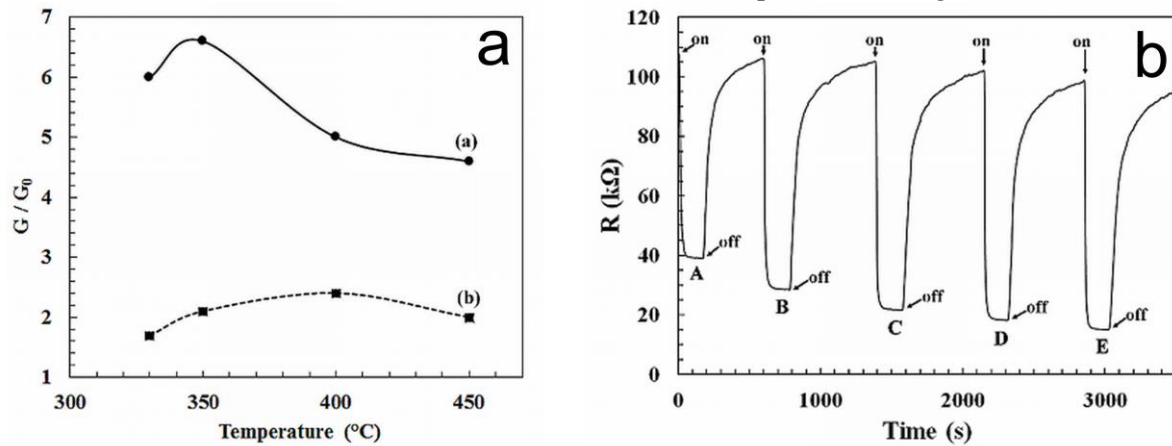 a
7
6
5
4
3
2
1
G / G₀
(a)
(b)
300 350 400 450
Temperature (°C)
b
120
100
80
60
40
20
0
R (kΩ)
on on on on on
off off off off off
A B C D E
0 1000 2000 3000
Time (s)